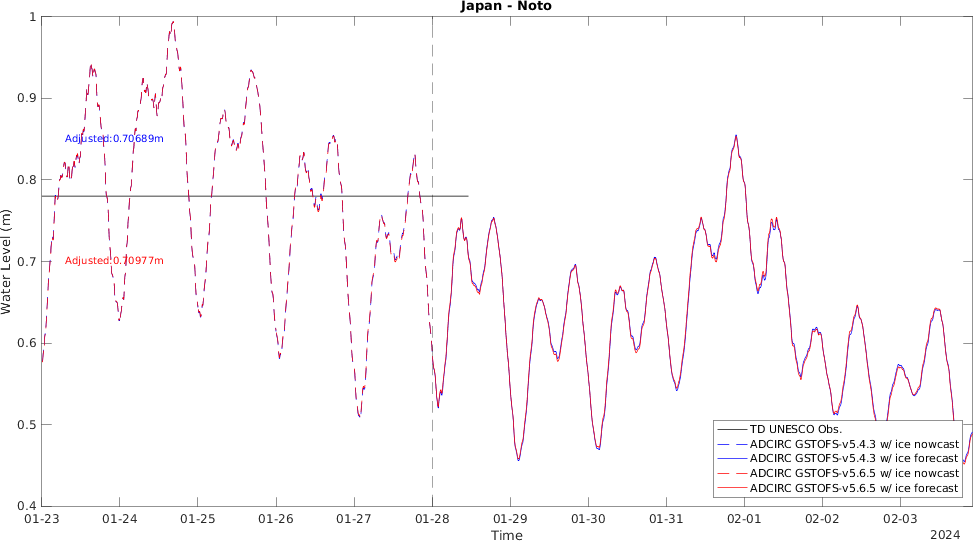 Japan - Noto
1
0.9
0.8
0.7
0.6
0.5
0.4
Water Level (m)
Adjusted:0.70689m
Adjusted:0.70977m
TD UNESCO Obs.
ADCIRC GSTOFS-v5.4.3 w/ ice nowcast
ADCIRC GSTOFS-v5.4.3 w/ ice forecast
ADCIRC GSTOFS-v5.6.5 w/ ice nowcast
ADCIRC GSTOFS-v5.6.5 w/ ice forecast
01-23 01-24 01-25 01-26 01-27 01-28 01-29 01-30 01-31 02-01 02-02 02-03
Time
2024